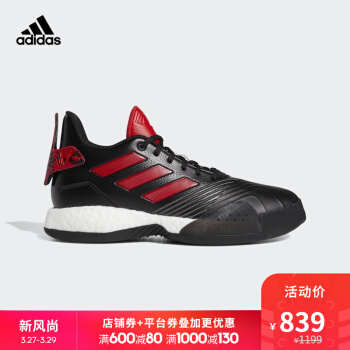 adidas
活动价
¥ 839
¥1199
新风尚
3.27-3.29
店铺券+平台券叠加更优惠
满600减80 满1000减130